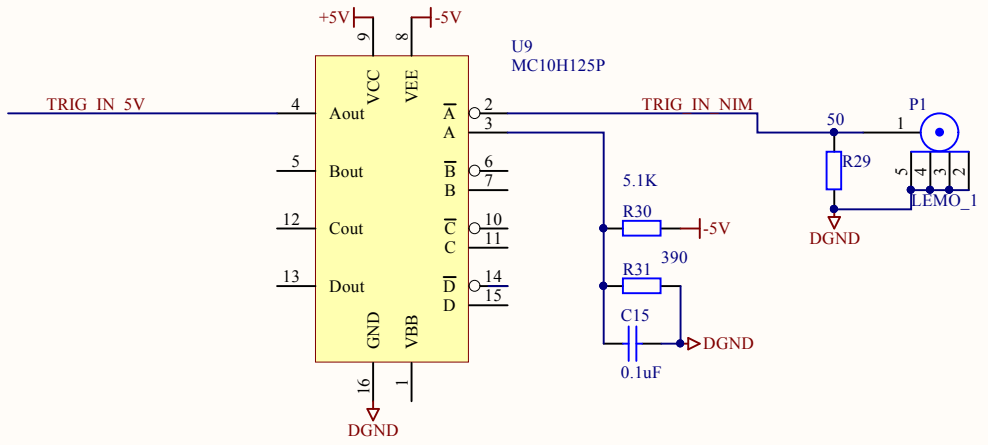 +5V
-5V
9
8
U9
MC10H125P
VCC
VEE
TRIG_IN_5V
4
Aout
A
2
TRIG_IN_NIM
P1
A
3
50
1
5
Bout
B
6
B
7
R29
5
4
3
2
LEMO_1
5.1K
R30
-5V
DGND
12
Cout
C
10
C
11
390
R31
13
Dout
D
14
D
15
C15
DGND
0.1uF
GND
VBB
16
1
DGND